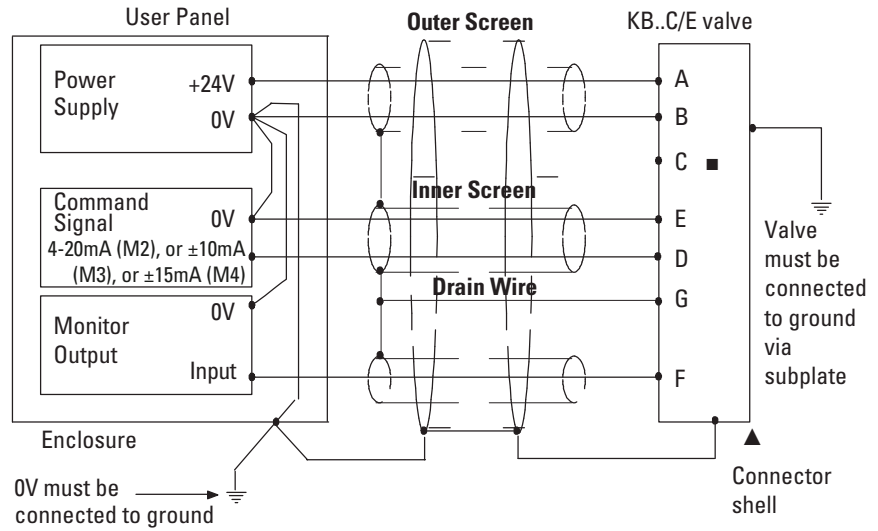 User Panel
Outer Screen
KB..C/E valve
Power
Supply
+24V
0V
A
B
C ■
Command
Signal
0V
4-20mA (M2), or ±10mA
(M3), or ±15mA (M4)
Inner Screen
E
D
Drain Wire
G
Monitor
Output
0V
Input
F
Valve
must be
connected
to ground
via
subplate
Enclosure
▲
Connector
shell
0V must be
connected to ground